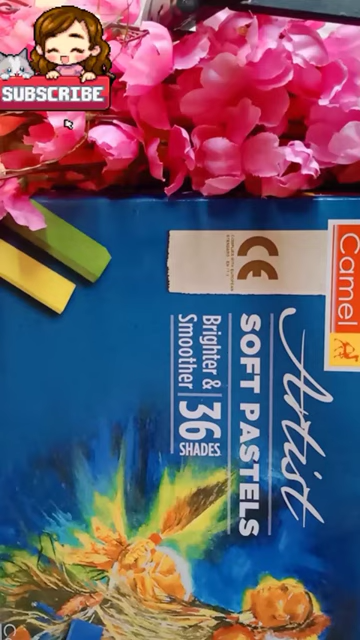 SUBSCRIBE
Camel
Artist
SOFT PASTELS
Brighter &
Smoother
36
SHADES
CE